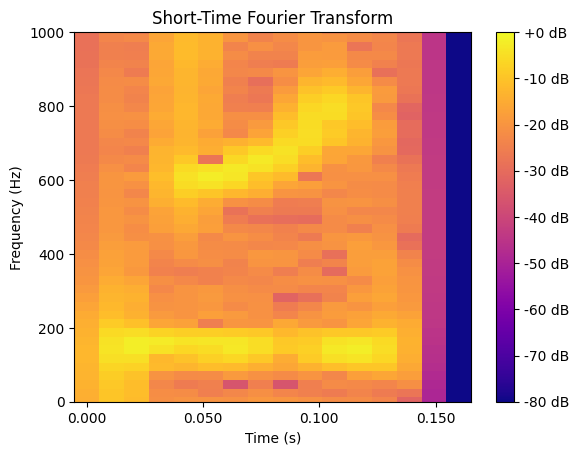 Short-Time Fourier Transform
1000
800
600
400
200
0
Frequency (Hz)
0.000
0.050
0.100
0.150
Time (s)
+0 dB
-10 dB
-20 dB
-30 dB
-40 dB
-50 dB
-60 dB
-70 dB
-80 dB